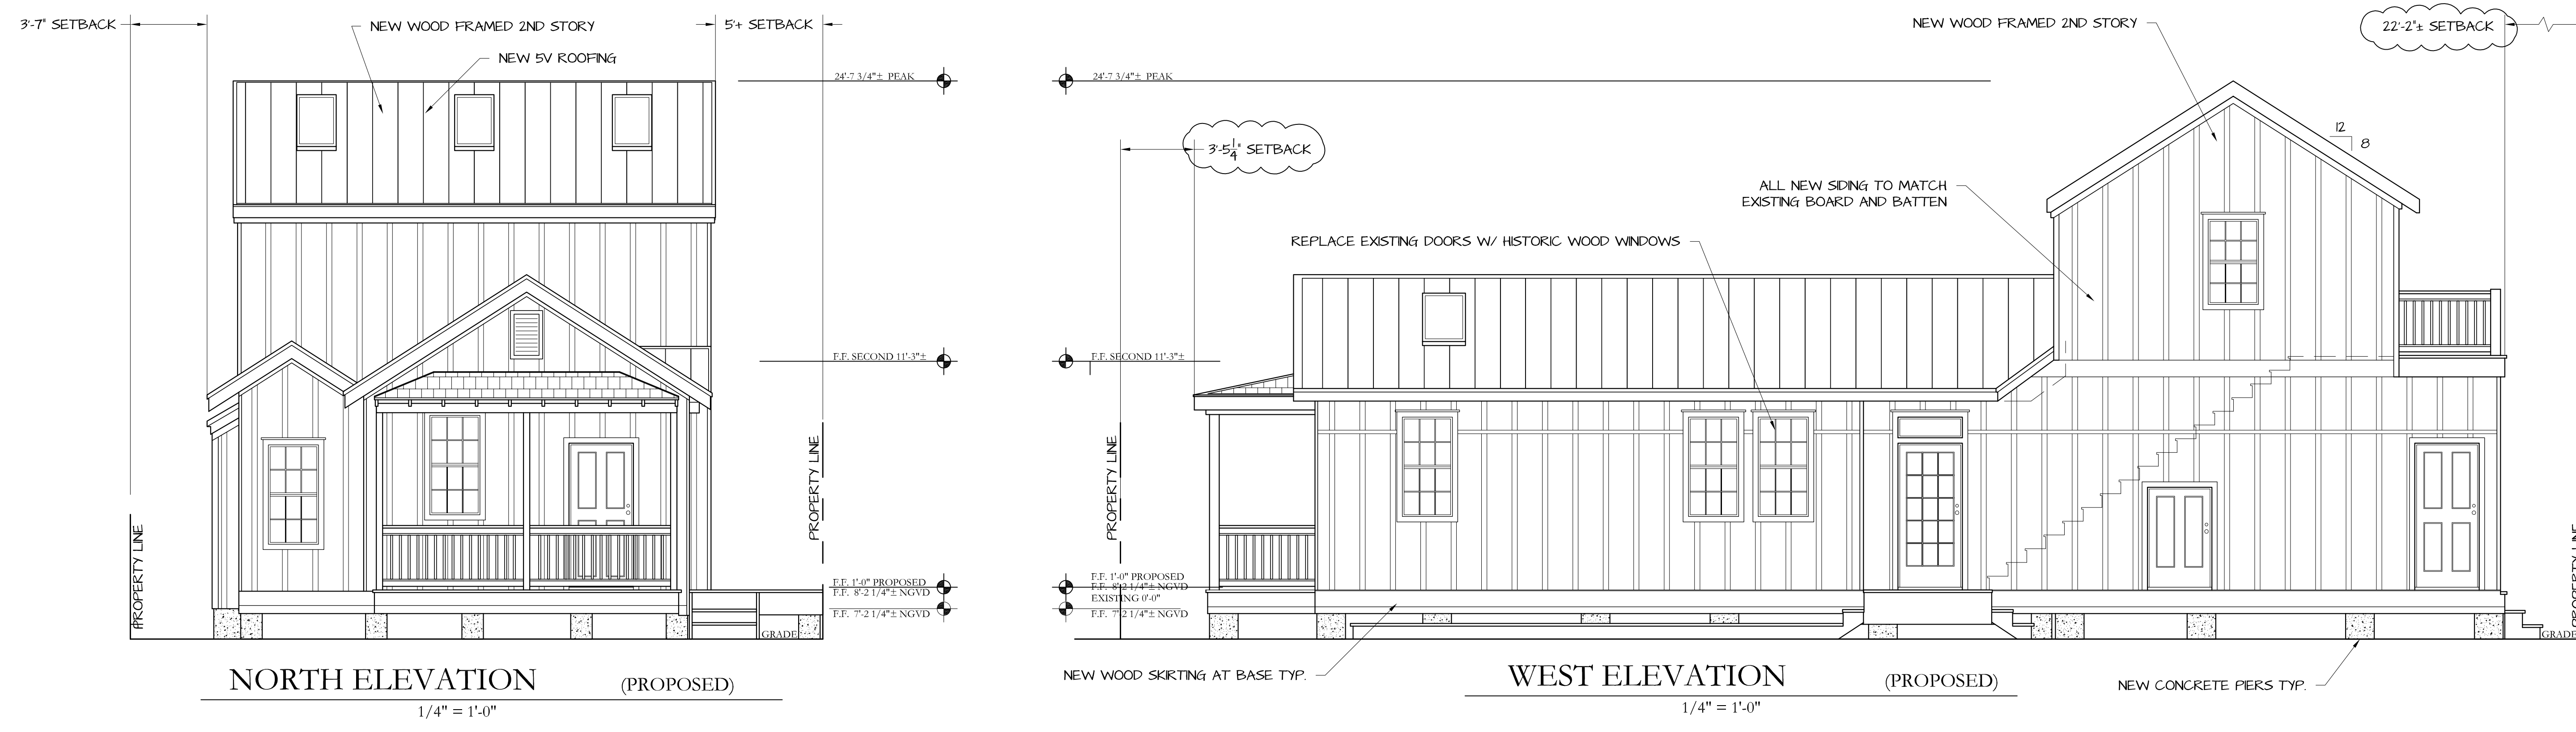 3'-7" SETBACK
NEW WOOD FRAMED 2ND STORY
NEW 5V ROOFING
5'+ SETBACK
24'-7 3/4"± PEAK
F.F. SECOND 11'-3"±
PROPERTY LINE
PROPERTY LINE
F.F. 1'-0" PROPOSED
F.F. 8'-2 1/4"± NGVD
F.F. 7'-2 1/4"± NGVD
GRADE
NORTH ELEVATION (PROPOSED)
1/4" = 1'-0"
24'-7 3/4"± PEAK
3'-5 1/4" SETBACK
NEW WOOD FRAMED 2ND STORY
22'-2"± SETBACK
12
8
ALL NEW SIDING TO MATCH
EXISTING BOARD AND BATTEN
REPLACE EXISTING DOORS W/ HISTORIC WOOD WINDOWS
F.F. SECOND 11'-3"±
PROPERTY LINE
F.F. 1'-0" PROPOSED
F.F. 8'-2 1/4"± NGVD
EXISTING 0'-0"
F.F. 7'-2 1/4"± NGVD
PROPERTY LINE
GRADE
NEW WOOD SKIRTING AT BASE TYP.
WEST ELEVATION (PROPOSED)
1/4" = 1'-0"
NEW CONCRETE PIERS TYP.